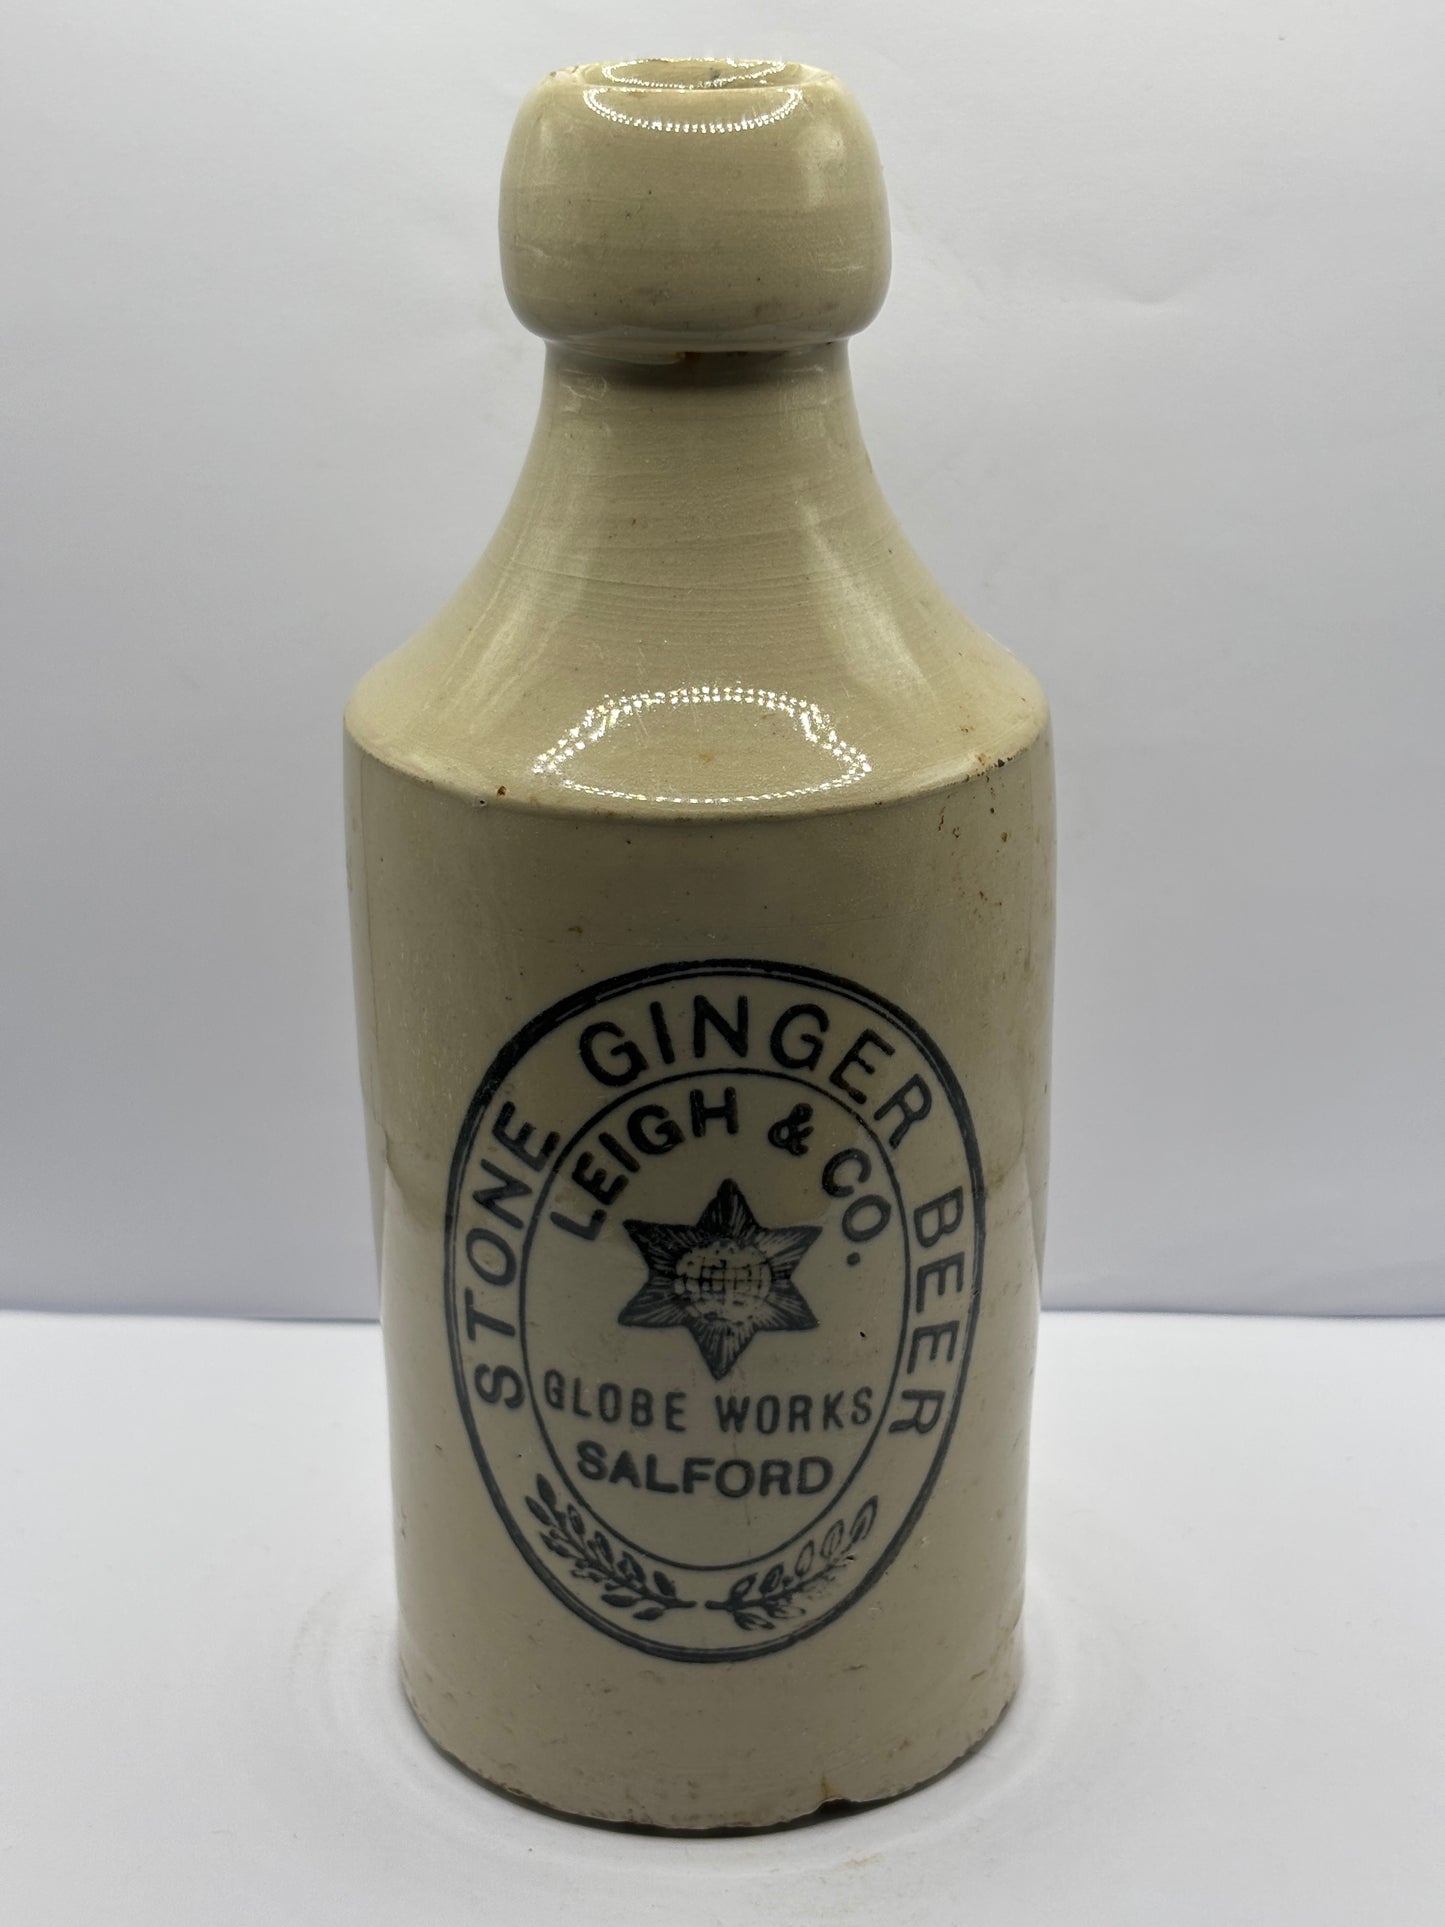 STONE GINGER BEER
LEIGH & CO.
GLOBE WORKS
SALFORD